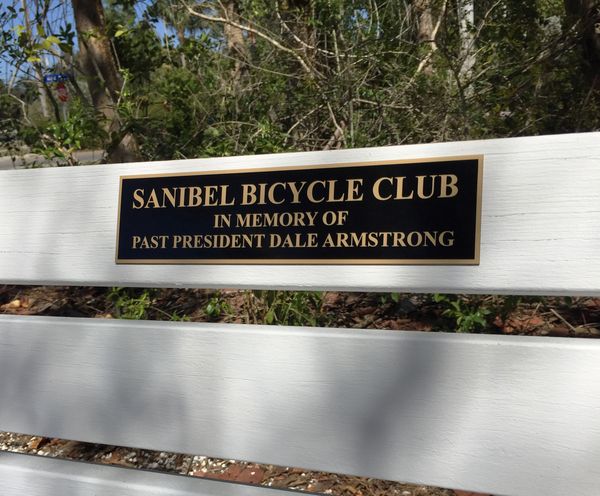 SANIBEL BICYCLE CLUB
IN MEMORY OF
PAST PRESIDENT DALE ARMSTRONG